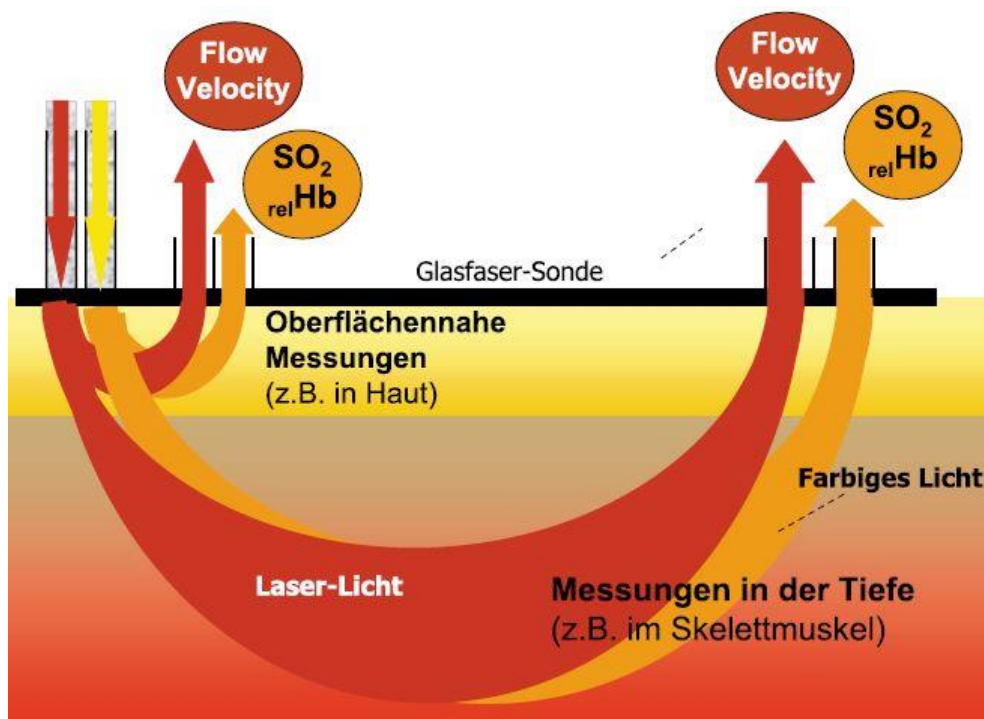 Flow
Velocity
SO₂
relHb
Flow
Velocity
SO₂
relHb
Glasfaser-Sonde
Oberflächennahe
Messungen
(z.B. in Haut)
Farbiges Licht
Laser-Licht
Messungen in der Tiefe
(z.B. im Skelettmuskel)